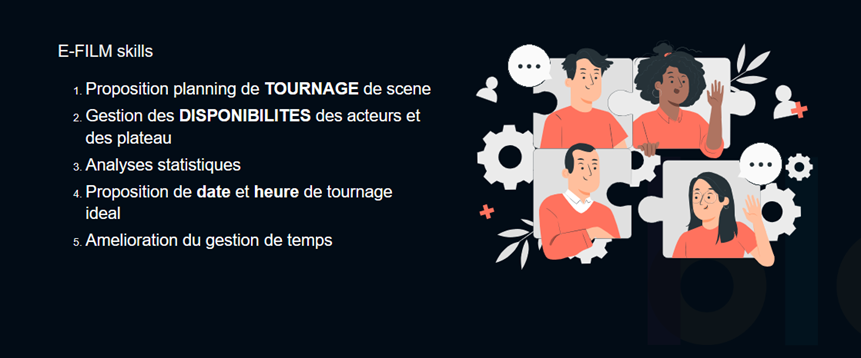 E-FILM skills
1. Proposition planning de TOURNAGE de scene
2. Gestion des DISPONIBILITES des acteurs et
des plateau
3. Analyses statistiques
4. Proposition de date et heure de tournage
ideal
5. Amelioration du gestion de temps